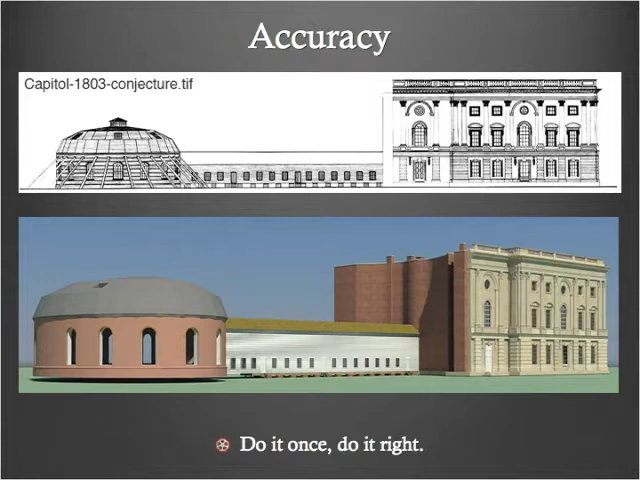 Accuracy
Capitol-1803-conjecture.tif
Do it once, do it right.